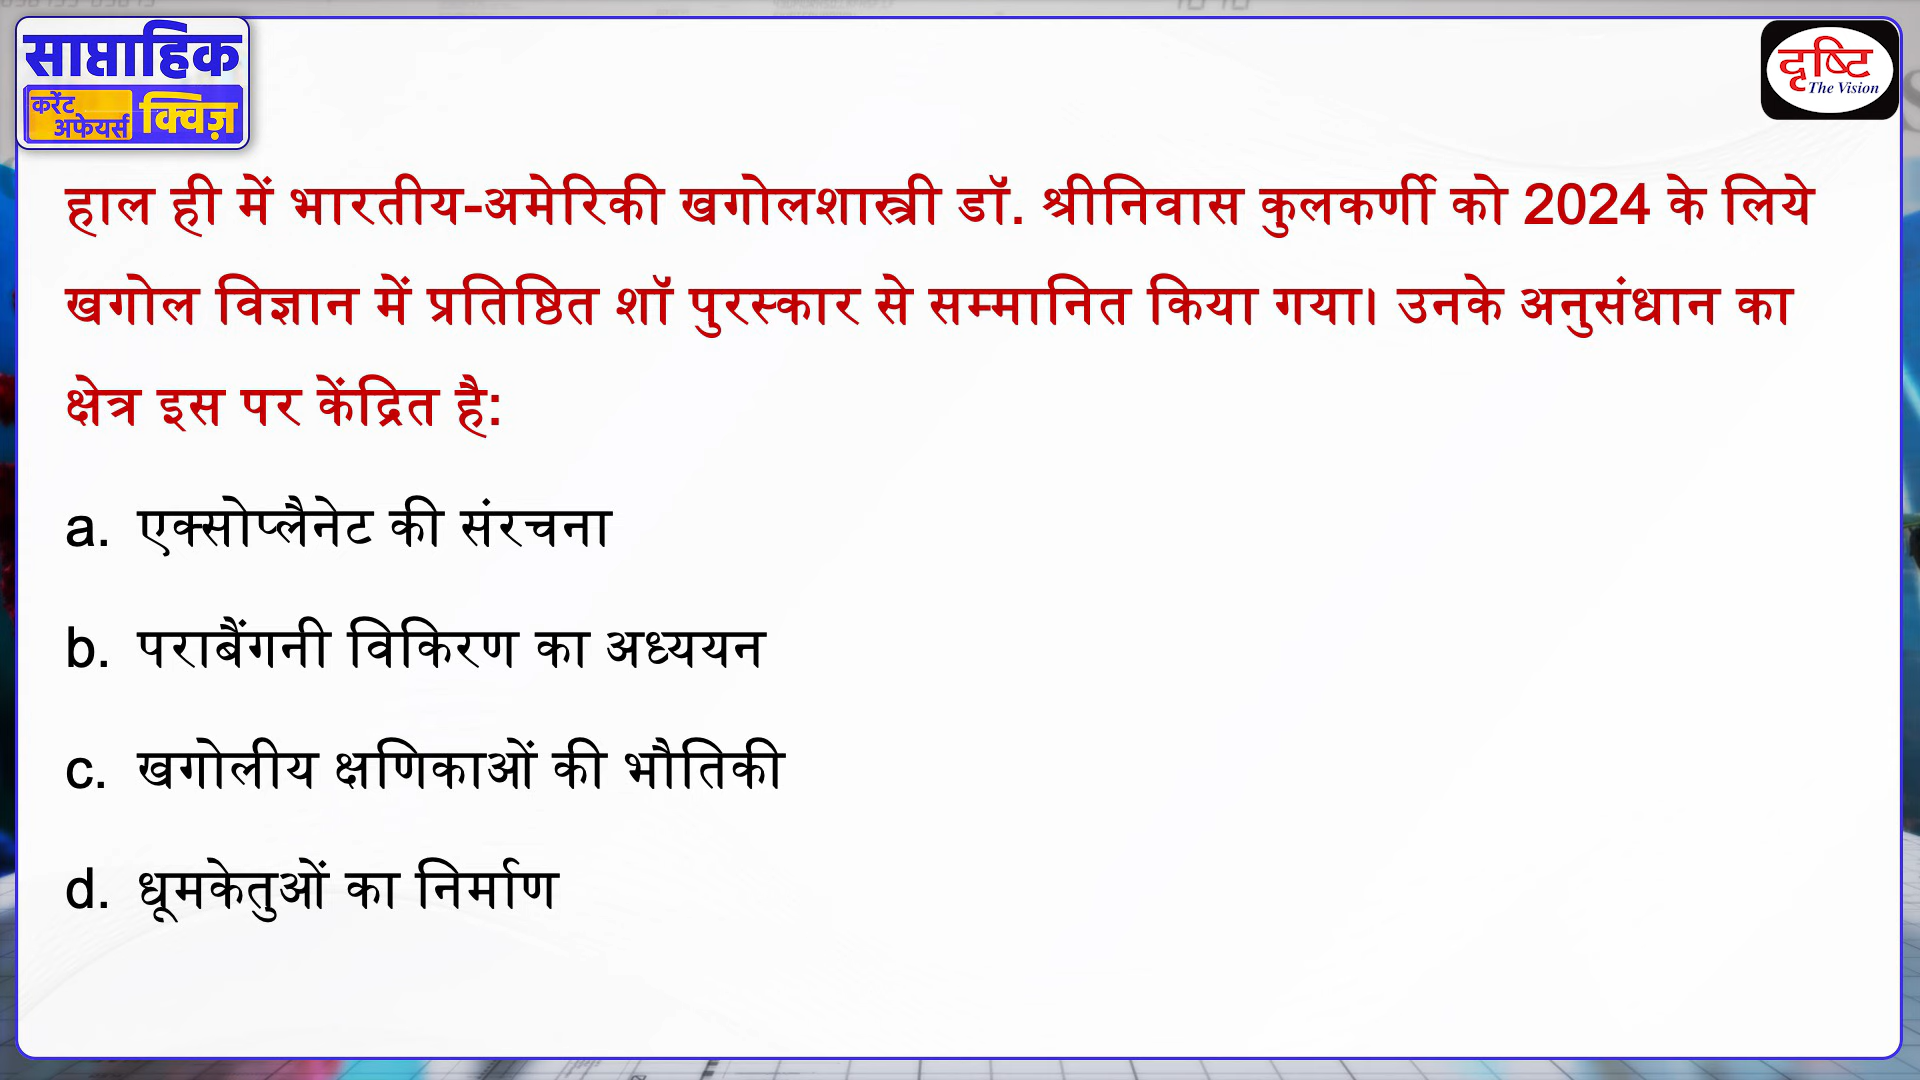 साप्ताहिक
करेंट
अफेयर्स क्विज़
दृष्टि
The Vision
हाल ही में भारतीय-अमेरिकी खगोलशास्त्री डॉ. श्रीनिवास कुलकर्णी को 2024 के लिये
खगोल विज्ञान में प्रतिष्ठित शॉ पुरस्कार से सम्मानित किया गया। उनके अनुसंधान का
क्षेत्र इस पर केंद्रित है:
a. एक्सोप्लैनेट की संरचना
b. पराबैंगनी विकिरण का अध्ययन
c. खगोलीय क्षणिकाओं की भौतिकी
d. धूमकेतुओं का निर्माण